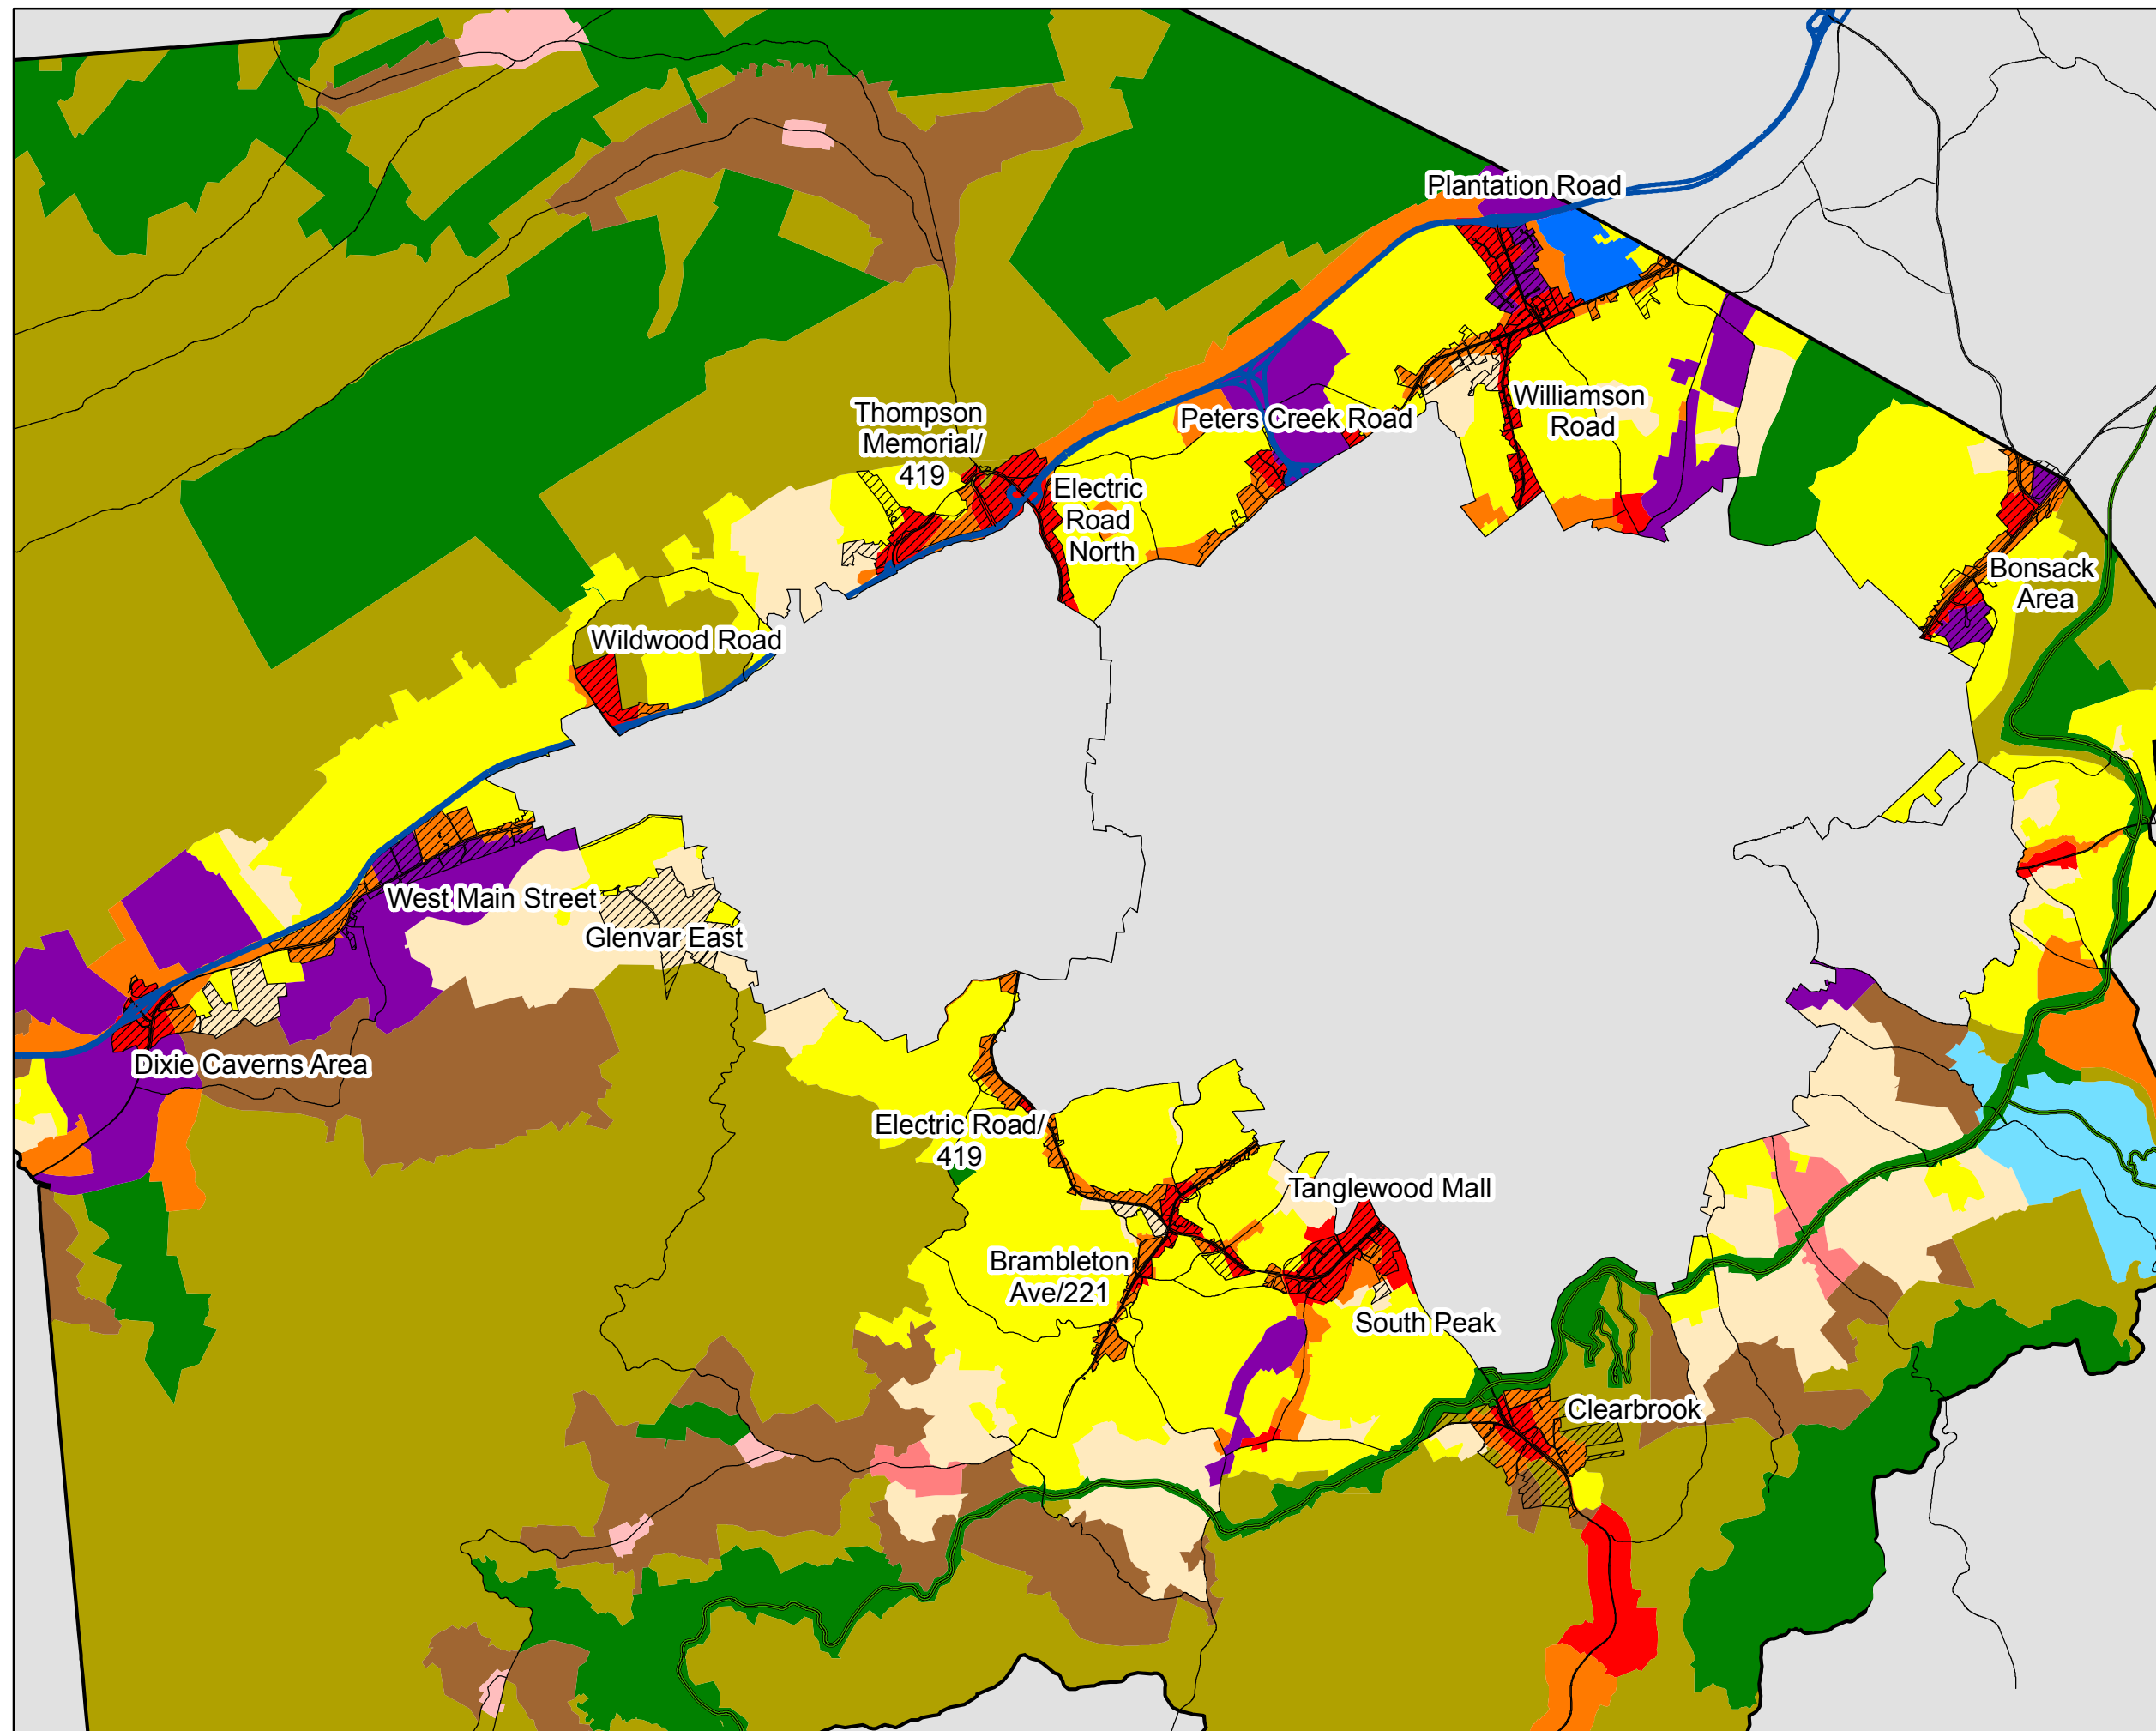 Plantation Road
Thompson
Memorial/
419
Peters Creek Road
Williamson
Road
Electric
Road
North
Bonsack
Area
Wildwood Road
West Main Street
Glenvar East
Dixie Caverns Area
Electric Road/
419
Tanglewood Mall
Brambleton
Ave/221
South Peak
Clearbrook